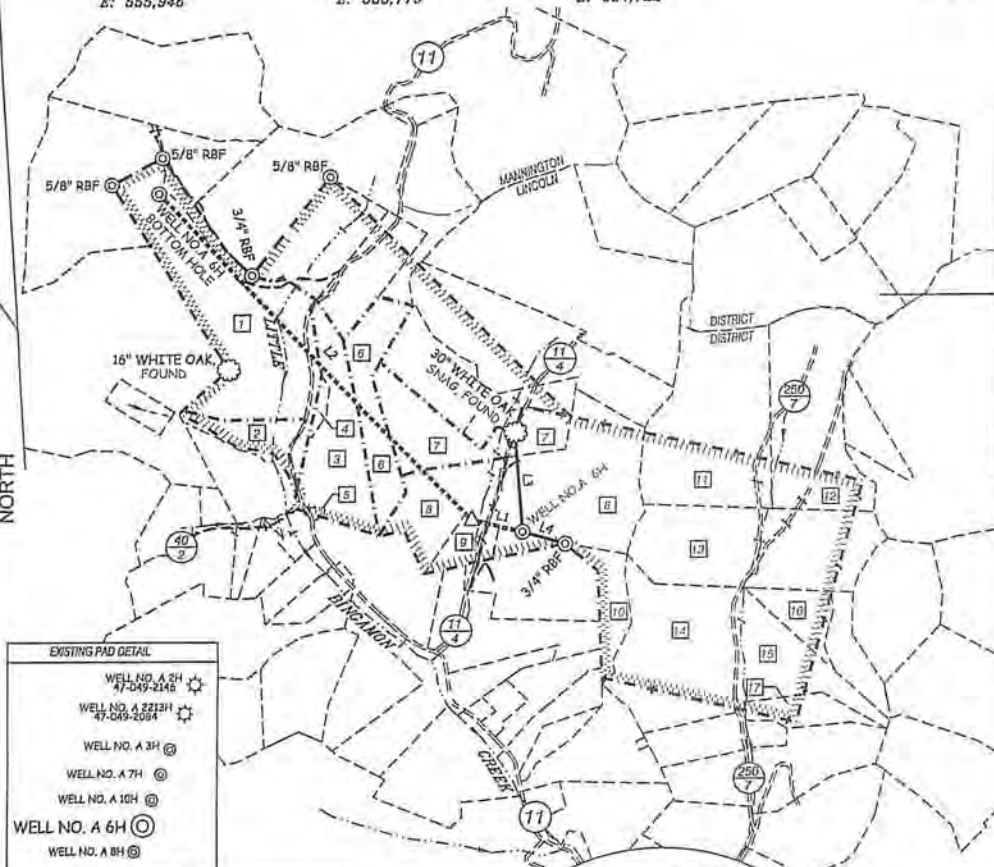 E: 555,946
11
MANNINGTON
LINCOLN
5/8" RBF
5/8" RBF
5/8" RBF
3/4" RBF
WELL NO. A 6H
BOTTOM HOLE
1
LITTLE
L2
6
DISTRICT
DISTRICT
11
4
16" WHITE OAK,
FOUND
30" WHITE OAK
SNAG, FOUND
250
7
2
4
3
6
7
7
NORTH
5
8
L1
WELL NO. A 6H
8
11
12
40
2
9
L4
3/4" RBF
13
BINGAMON
11
4
10
14
16
15
17
EXISTING PAD DETAIL
WELL NO. A 2H
47-049-2146
WELL NO. A 2213H
47-049-2084
WELL NO. A 3H
WELL NO. A 7H
WELL NO. A 10H
WELL NO. A 6H
WELL NO. A 8H
CREEK
11
250
7